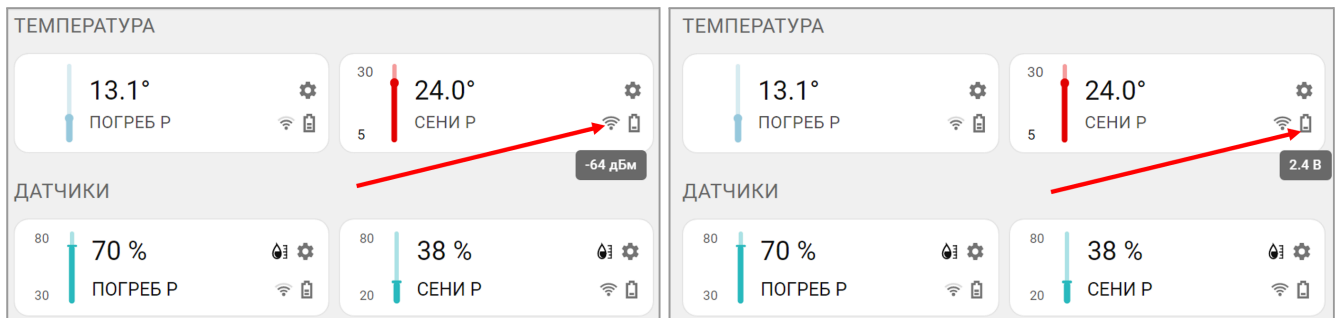 ТЕМПЕРАТУРА
13.1°
ПОГРЕБ Р
30
5
24.0°
СЕНИ Р
-64 дБм
ДАТЧИКИ
80
30
70 %
ПОГРЕБ Р
80
20
38 %
СЕНИ Р
ТЕМПЕРАТУРА
13.1°
ПОГРЕБ Р
30
5
24.0°
СЕНИ Р
2.4 В
ДАТЧИКИ
80
30
70 %
ПОГРЕБ Р
80
20
38 %
СЕНИ Р